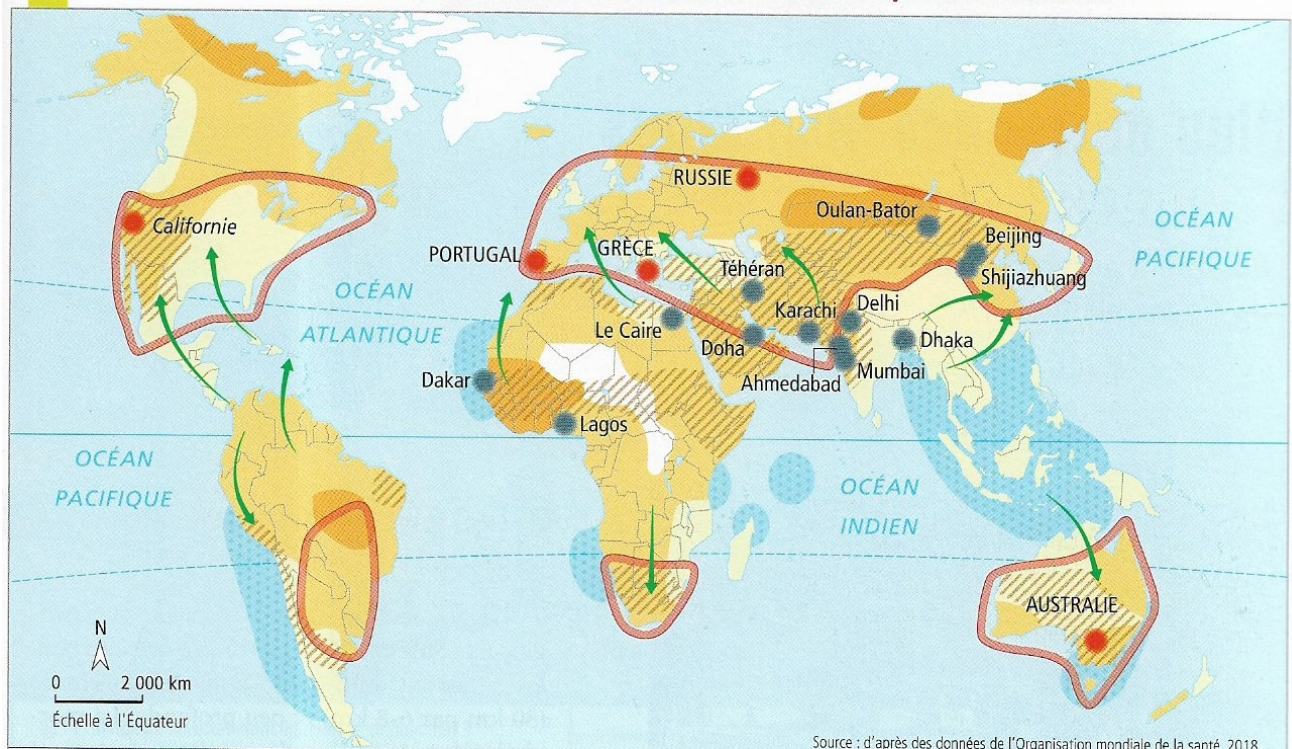 RUSSIE
Californie
Oulan-Bator
OCÉAN
PACIFIQUE
Beijing
PORTUGAL
GRÈCE
Téhéran
Shijiazhuang
OCÉAN
ATLANTIQUE
Karachi
Delhi
Le Caire
Doha
Dhaka
Ahmedabad
Mumbai
Dakar
Lagos
OCÉAN
PACIFIQUE
OCÉAN
INDIEN
AUSTRALIE
N
0 2 000 km
Échelle à l'Équateur
Source : d'après des données de l'Organisation mondiale de la santé, 2018